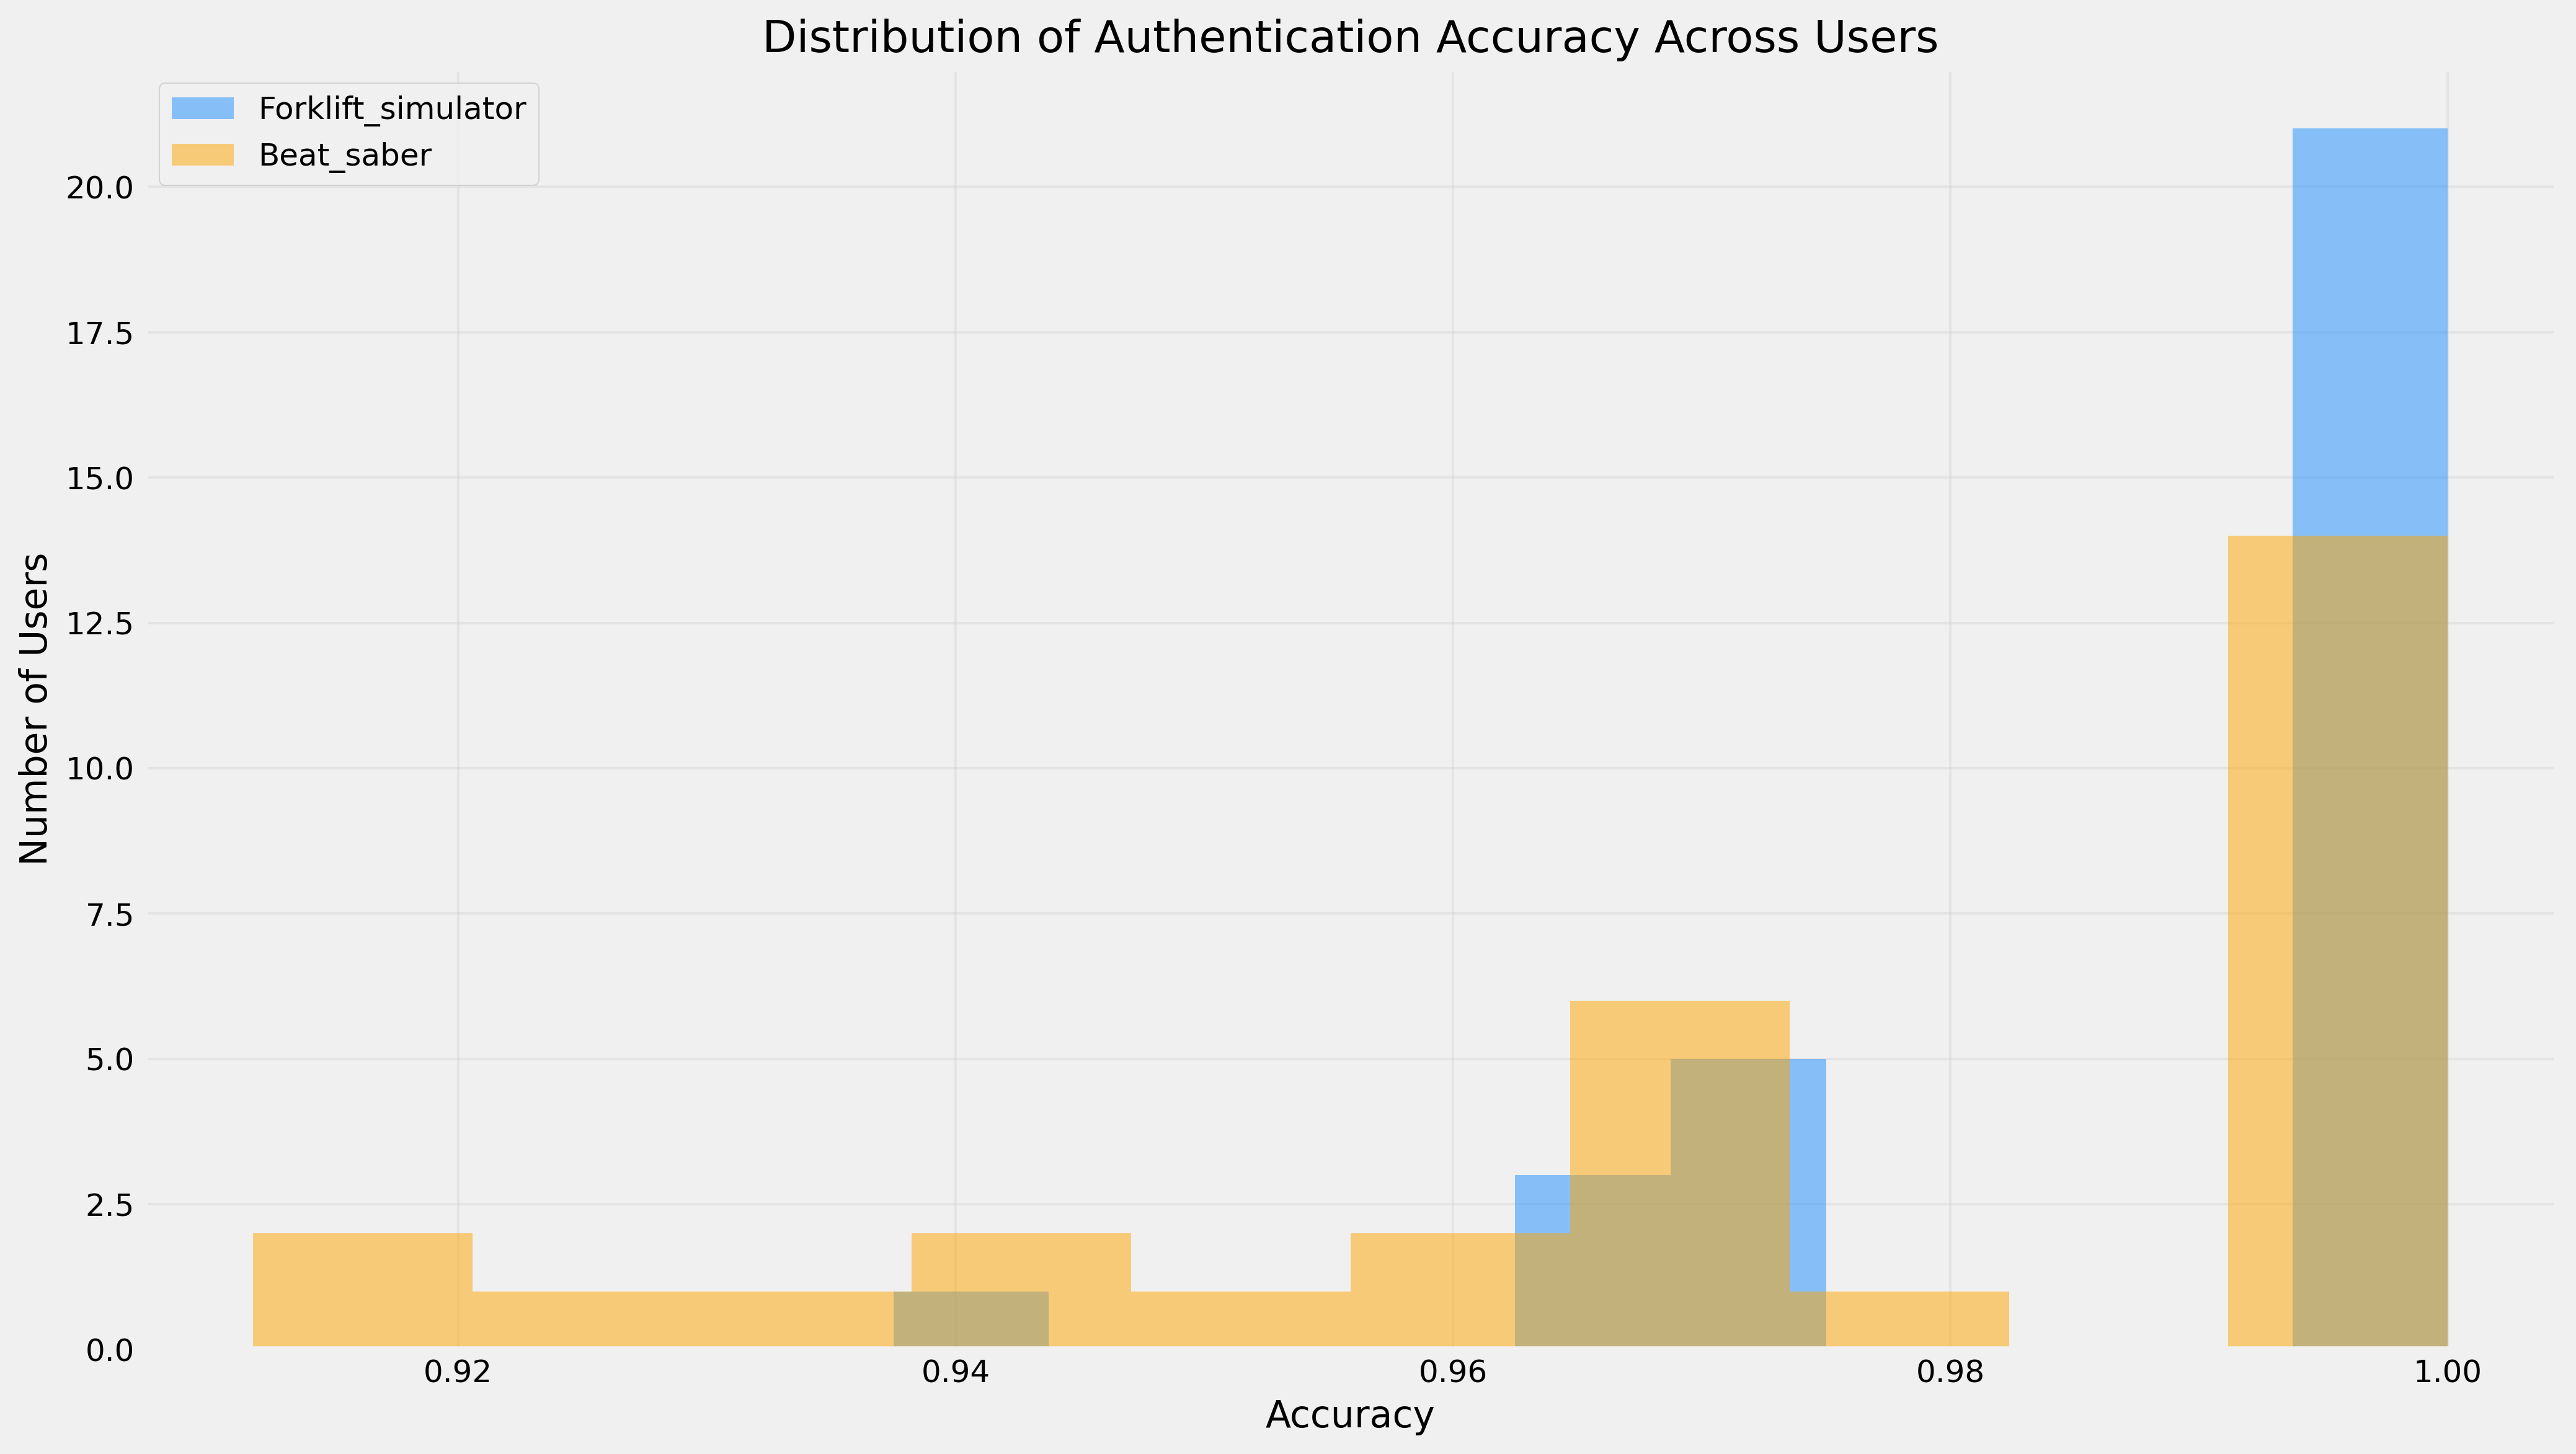 Distribution of Authentication Accuracy Across Users
Forklift_simulator
Beat_saber
Number of Users
20.0
17.5
15.0
12.5
10.0
7.5
5.0
2.5
0.0
0.92 0.94 0.96 0.98 1.00
Accuracy